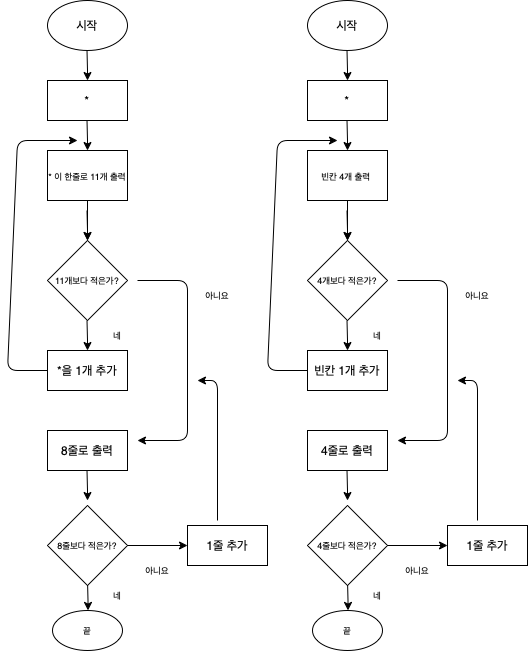 시작
*
* 이 한줄로 11개 출력
11개보다 적은가?
아니요
네
*을 1개 추가
8줄로 출력
8줄보다 적은가?
아니요
1줄 추가
네
끝
시작
*
빈칸 4개 출력
4개보다 적은가?
아니요
네
빈칸 1개 추가
4줄로 출력
4줄보다 적은가?
아니요
1줄 추가
네
끝